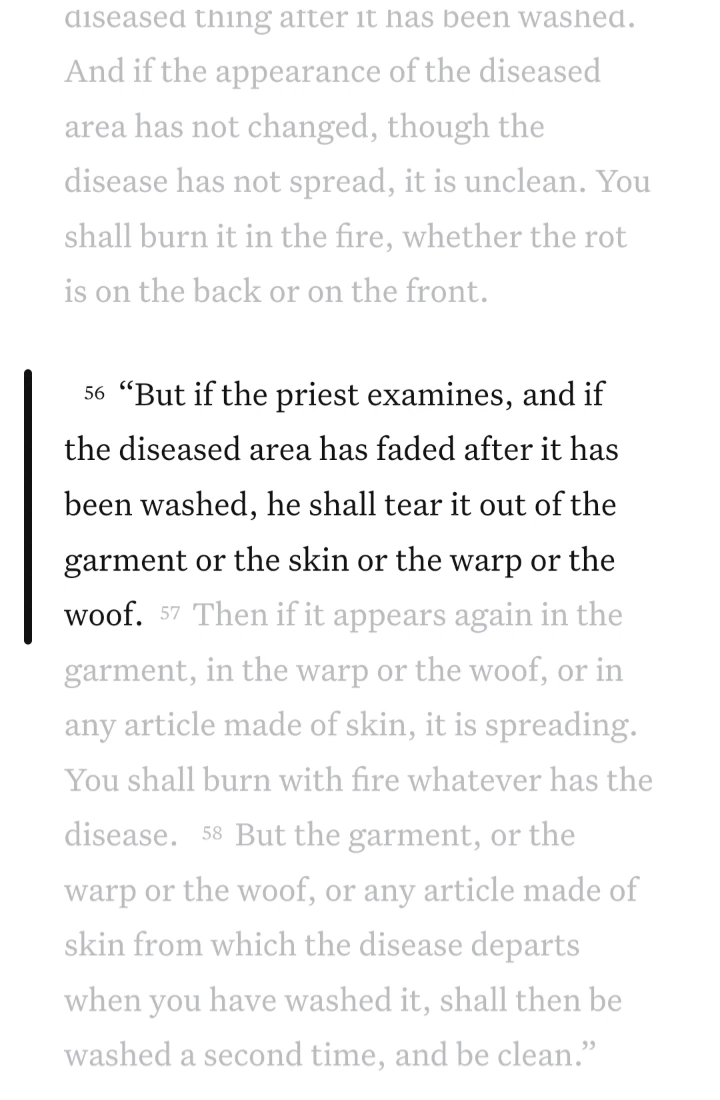 diseased thing after it has been washed.
And if the appearance of the diseased
area has not changed, though the
disease has not spread, it is unclean. You
shall burn it in the fire, whether the rot
is on the back or on the front.
56 “But if the priest examines, and if
the diseased area has faded after it has
been washed, he shall tear it out of the
garment or the skin or the warp or the
woof. 57 Then if it appears again in the
garment, in the warp or the woof, or in
any article made of skin, it is spreading.
You shall burn with fire whatever has the
disease. 58 But the garment, or the
warp or the woof, or any article made of
skin from which the disease departs
when you have washed it, shall then be
washed a second time, and be clean.”